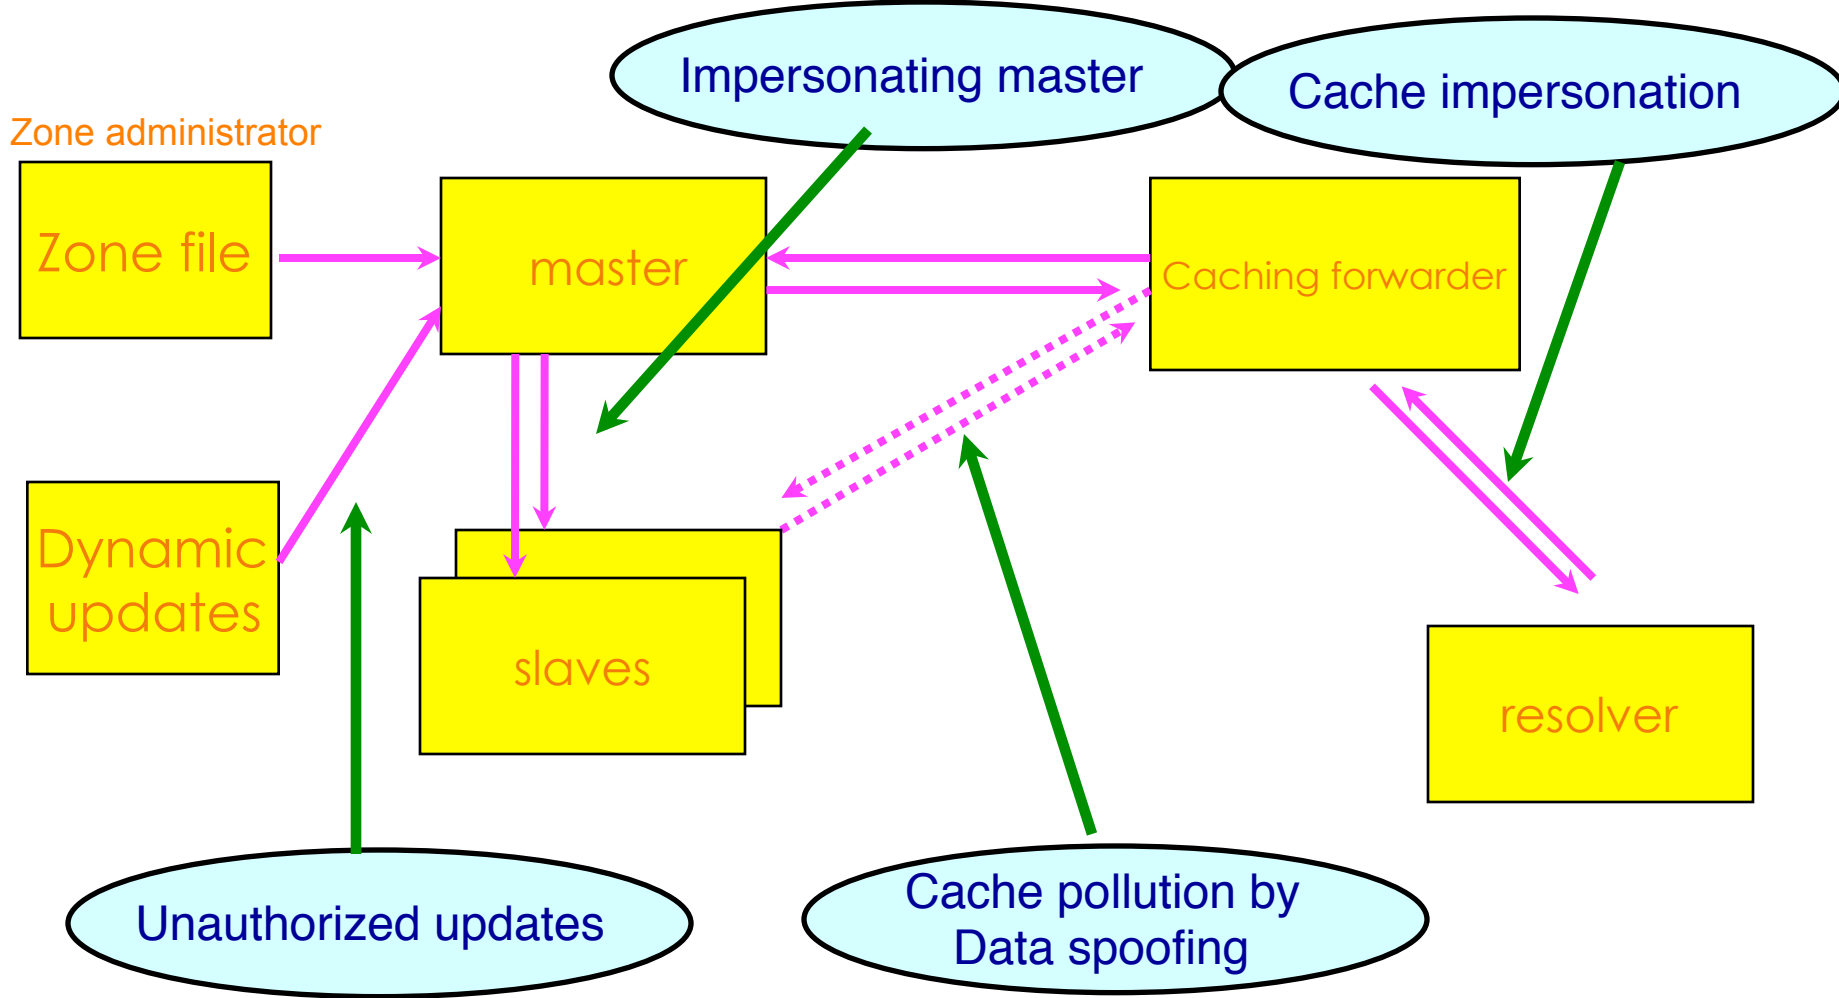 Impersonating master
Cache impersonation
Zone administrator
Zone file
master
Caching forwarder
Dynamic
updates
slaves
resolver
Unauthorized updates
Cache pollution by
Data spoofing